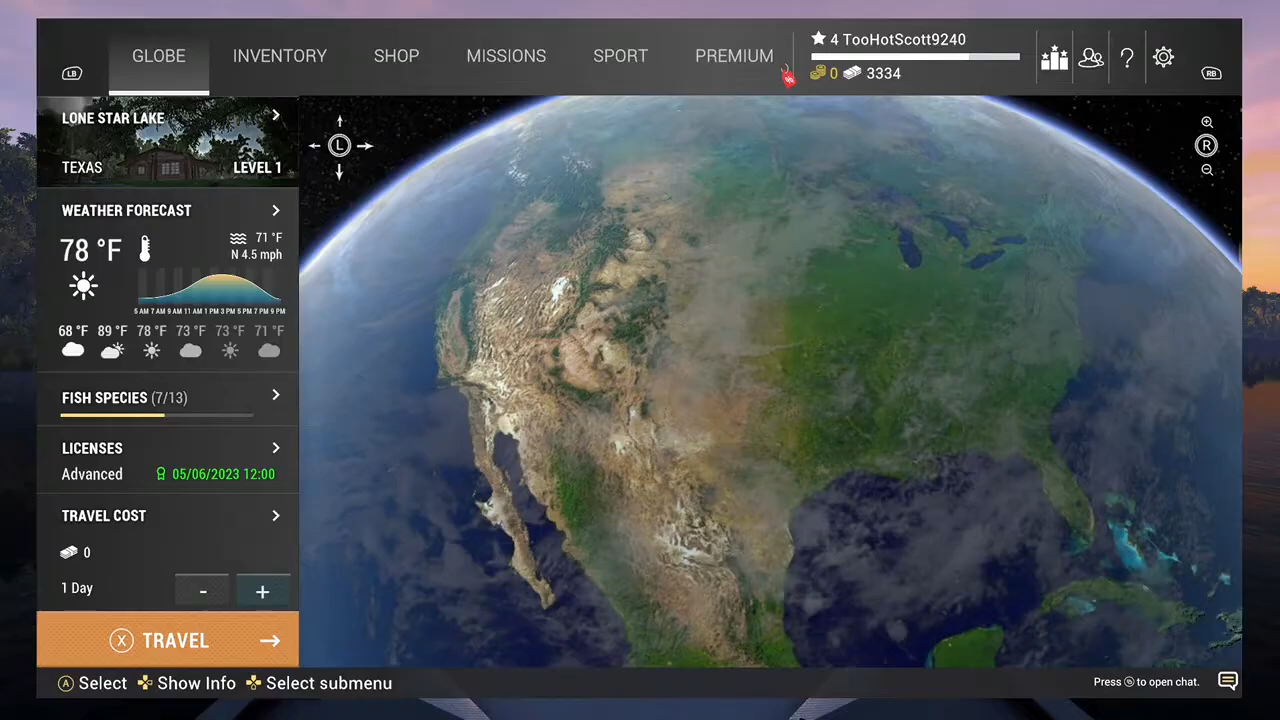 LB
GLOBE
INVENTORY
SHOP
MISSIONS
SPORT
PREMIUM
4 TooHotScott9240
0 3334
?
RB
LONE STAR LAKE
TEXAS LEVEL 1
WEATHER FORECAST
78 °F
71 °F
N 4.5 mph
5 AM 7 AM 9 AM 11 AM 1 PM 3 PM 5 PM 7 PM 9 PM
68 °F 89 °F 78 °F 73 °F 73 °F 71 °F
FISH SPECIES (7/13)
LICENSES
Advanced 05/06/2023 12:00
TRAVEL COST
0
1 Day - +
X TRAVEL
L
R
A Select Show Info Select submenu
Press to open chat.